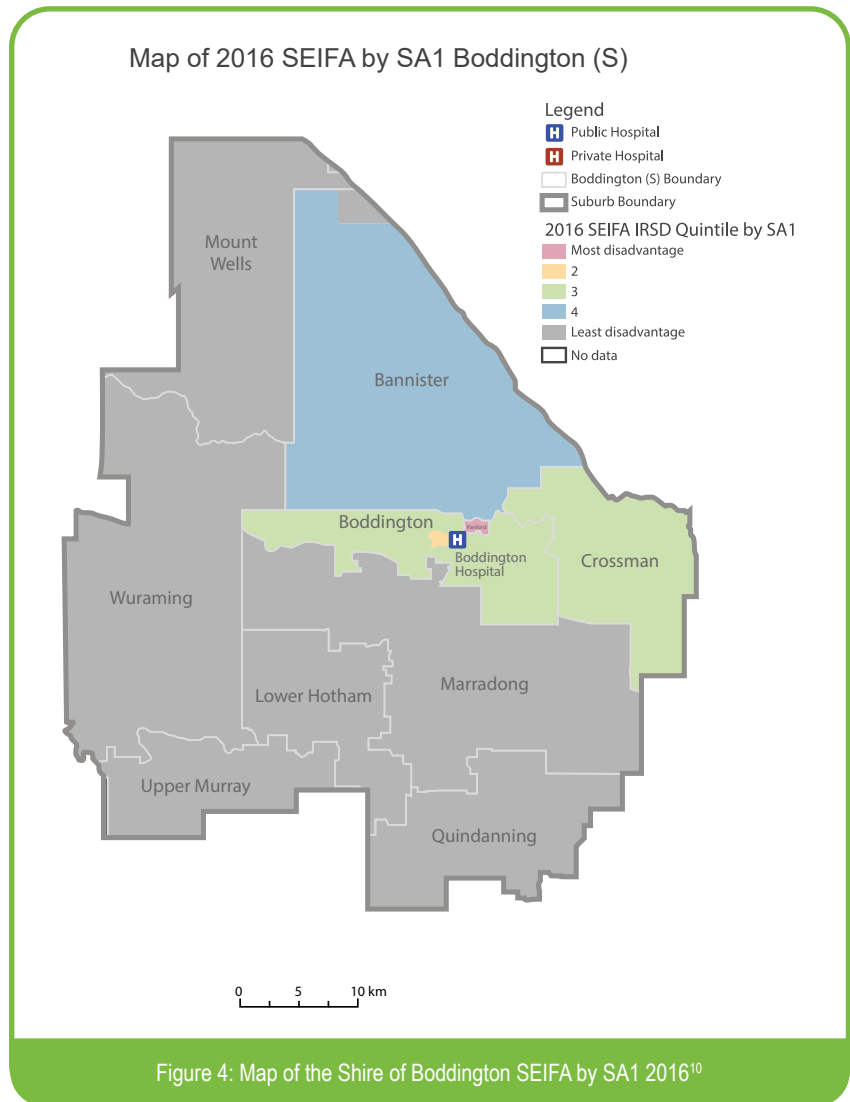 Map of 2016 SEIFA by SA1 Boddington (S)
Legend
H Public Hospital
H Private Hospital
Boddington (S) Boundary
Suburb Boundary
2016 SEIFA IRSD Quintile by SA1
Most disadvantage
2
3
4
Least disadvantage
No data
Mount
Wells
Bannister
Boddington
Ranford
H
Boddington
Hospital
Crossman
Wuraming
Lower Hotham
Marradong
Upper Murray
Quindanning
0 5 10 km
Figure 4: Map of the Shire of Boddington SEIFA by SA1 2016¹⁰